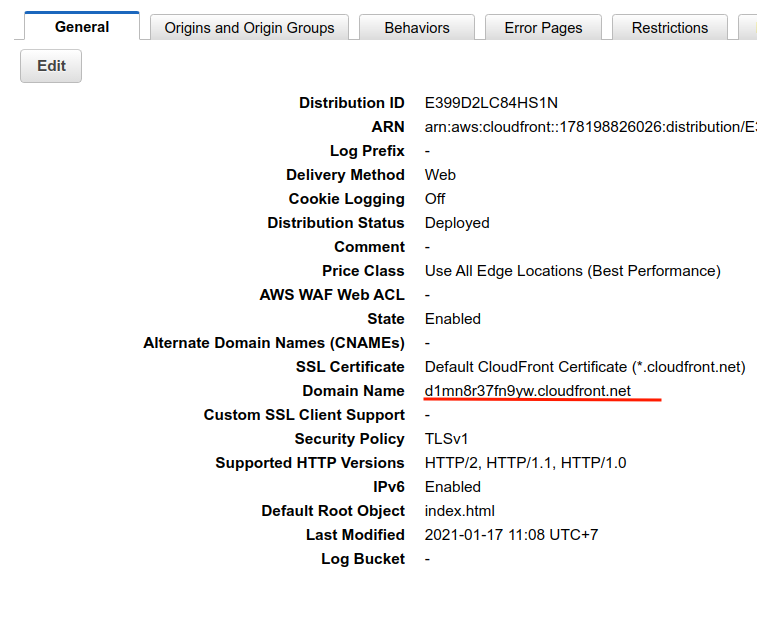 General Origins and Origin Groups Behaviors Error Pages Restrictions
Edit
Distribution ID E399D2LC84HS1N
ARN arn:aws:cloudfront::178198826026:distribution/E3
Log Prefix -
Delivery Method Web
Cookie Logging Off
Distribution Status Deployed
Comment -
Price Class Use All Edge Locations (Best Performance)
AWS WAF Web ACL -
State Enabled
Alternate Domain Names (CNAMEs) -
SSL Certificate Default CloudFront Certificate (*.cloudfront.net)
Domain Name d1mn8r37fn9yw.cloudfront.net
Custom SSL Client Support -
Security Policy TLSv1
Supported HTTP Versions HTTP/2, HTTP/1.1, HTTP/1.0
IPv6 Enabled
Default Root Object index.html
Last Modified 2021-01-17 11:08 UTC+7
Log Bucket -